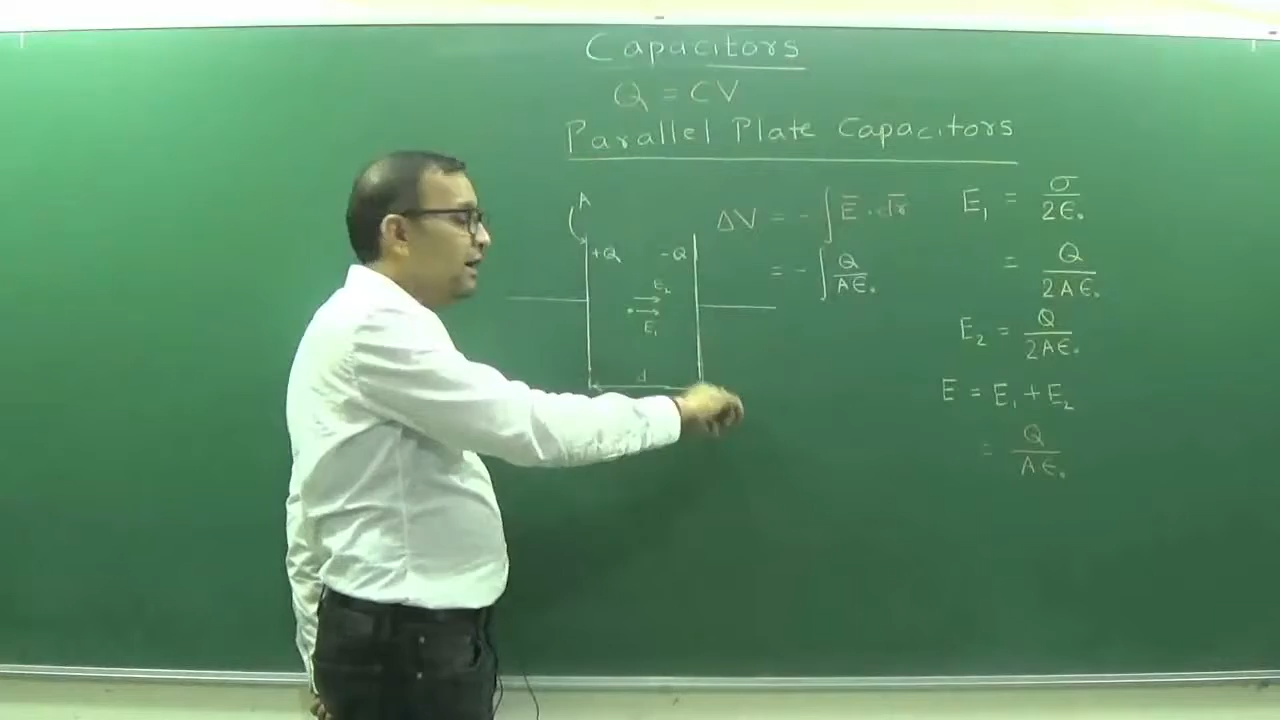 Capacitors
Q = CV
Parallel Plate Capacitors
A
+Q
-Q
E₂
E₁
d
ΔV = - ∫ E̅ · dr̅
= - ∫ Q/Aε₀
E₁ = σ/2ε₀
= Q/2Aε₀
E₂ = Q/2Aε₀
E = E₁ + E₂
= Q/Aε₀